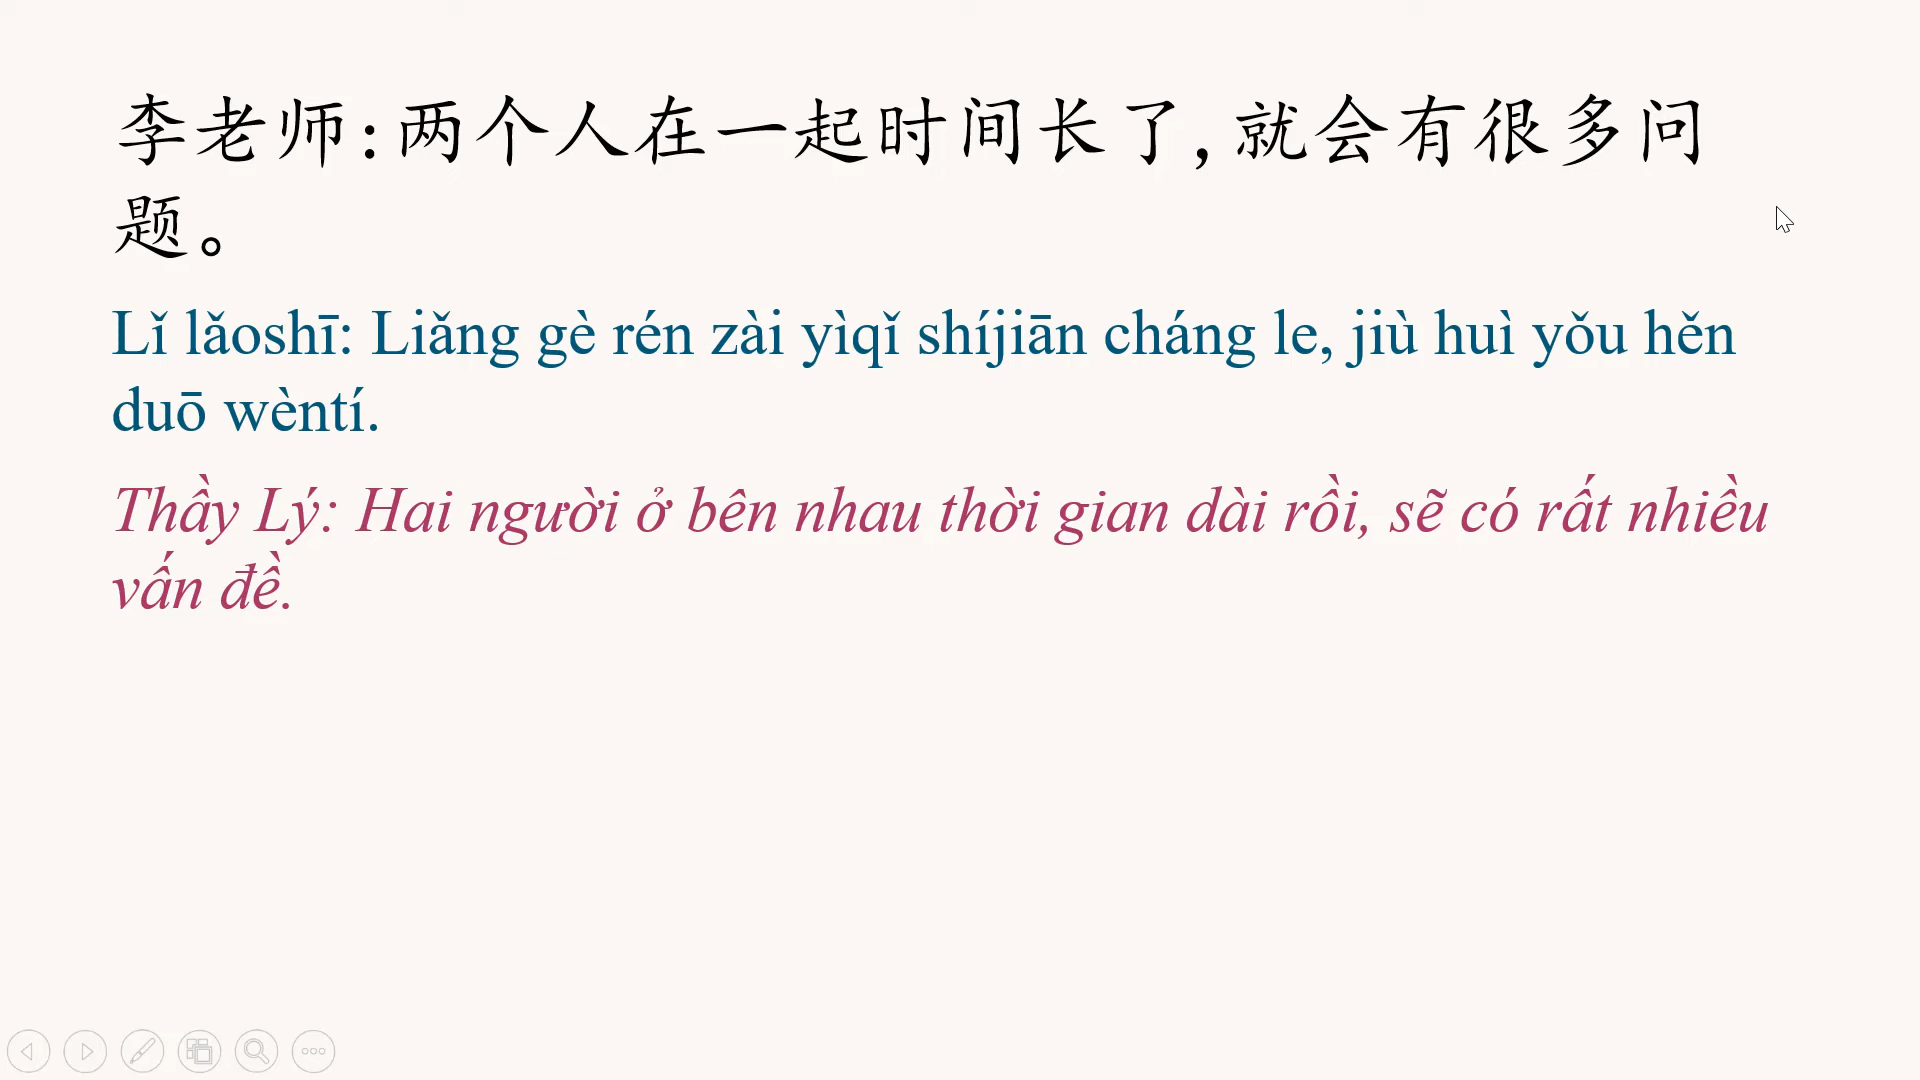 李老师:两个人在一起时间长了,就会有很多问
题。
Lǐ lǎoshī: Liǎng gè rén zài yìqǐ shíjiān cháng le, jiù huì yǒu hěn
duō wèntí.
Thầy Lý: Hai người ở bên nhau thời gian dài rồi, sẽ có rất nhiều
vấn đề.